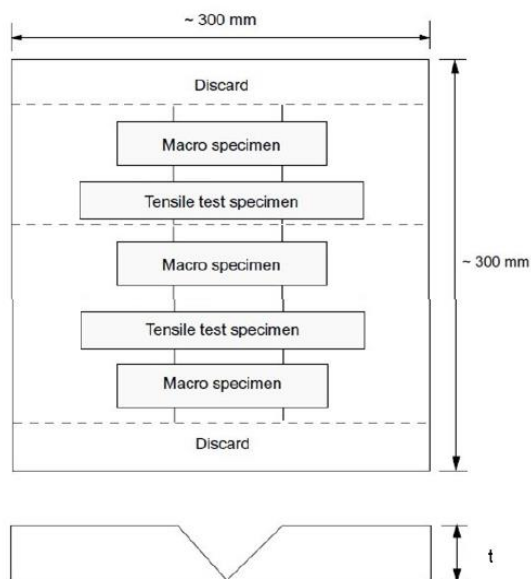 ~ 300 mm
Discard
Macro specimen
Tensile test specimen
Macro specimen
~ 300 mm
Tensile test specimen
Macro specimen
Discard
t